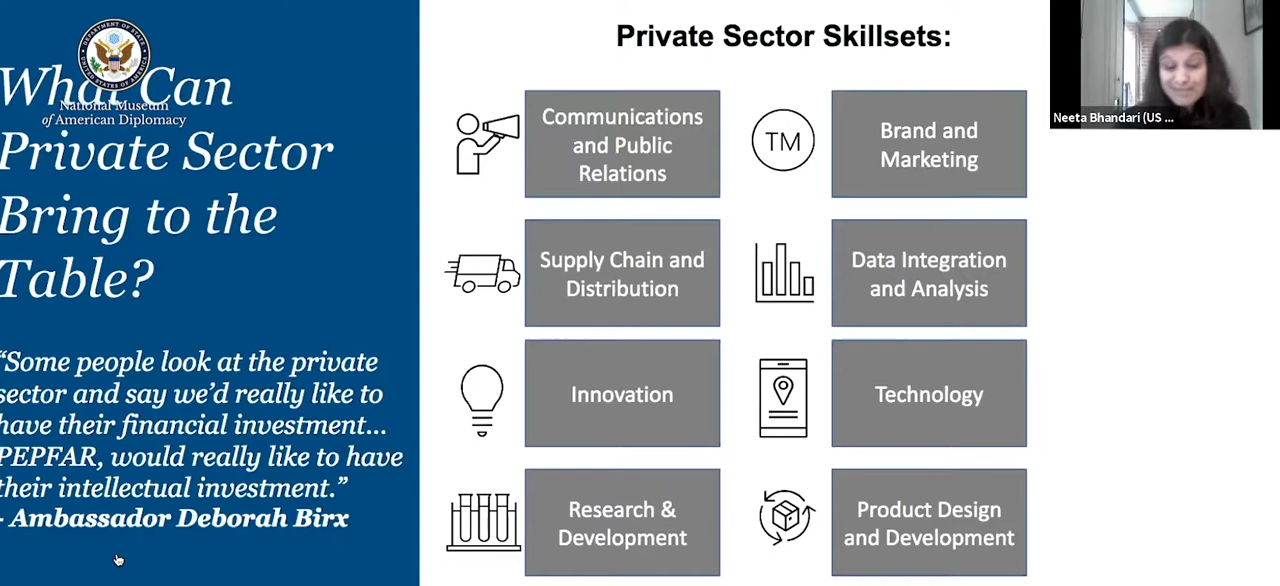 What Can
Private Sector
Bring to the
Table?
National Museum
of American Diplomacy
“Some people look at the private
sector and say we’d really like to
have their financial investment...
PEPFAR, would really like to have
their intellectual investment.”
- Ambassador Deborah Birx
Private Sector Skillsets:
Communications
and Public
Relations
TM
Brand and
Marketing
Supply Chain and
Distribution
Data Integration
and Analysis
Innovation
Technology
Research &
Development
Product Design
and Development
Neeta Bhandari (US ...